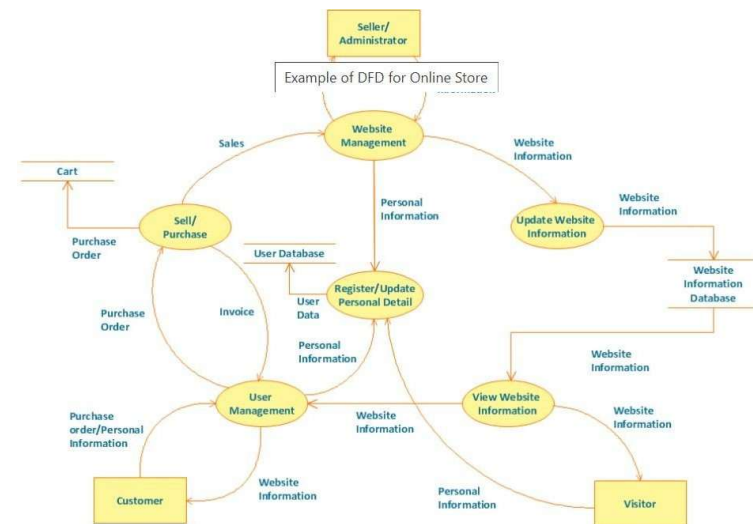 Seller/
Administrator
Example of DFD for Online Store
Website
Management
Sales
Website
Information
Cart
Personal
Information
Website
Information
Sell/
Purchase
Update Website
Information
Purchase
Order
User Database
Website
Information
Database
Register/Update
Personal Detail
User
Data
Purchase
Order
Invoice
Personal
Information
Website
Information
User
Management
View Website
Information
Purchase
order/Personal
Information
Website
Information
Website
Information
Website
Information
Personal
Information
Customer
Visitor